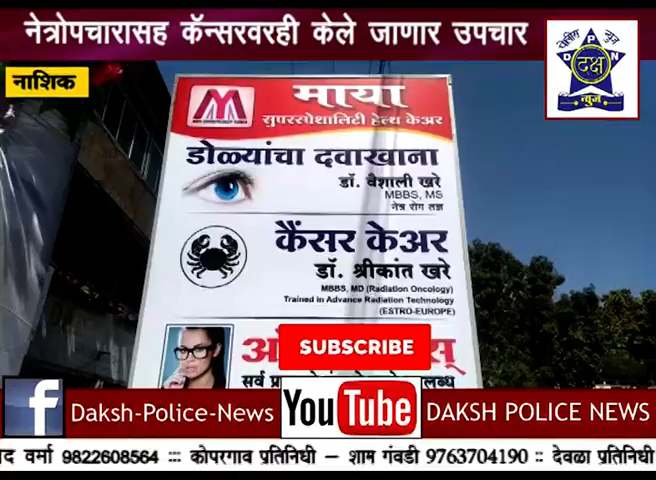 नेत्रोपचारासह कॅन्सरवरही केले जाणार उपचार
नाशिक
पोलीस न्युज
D P N
दक्ष
न्युज
माया
सुपरस्पेशालिटी हेल्थ केअर
डोळ्यांचा दवाखाना
डॉ. वैशाली खरे
MBBS, MS
नेत्र रोग तज्ञ
कैंसर केअर
डॉ. श्रीकांत खरे
MBBS, MD (Radiation Oncology)
Trained in Advance Radiation Technology
(ESTRO-EUROPE)
SUBSCRIBE
सर्व
f Daksh-Police-News
YouTube
DAKSH POLICE NEWS
वर्मा 9822608564 ::: कोपरगाव प्रतिनिधी – शाम गंवडी 9763704190 :: देवळा प्रतिनिधी